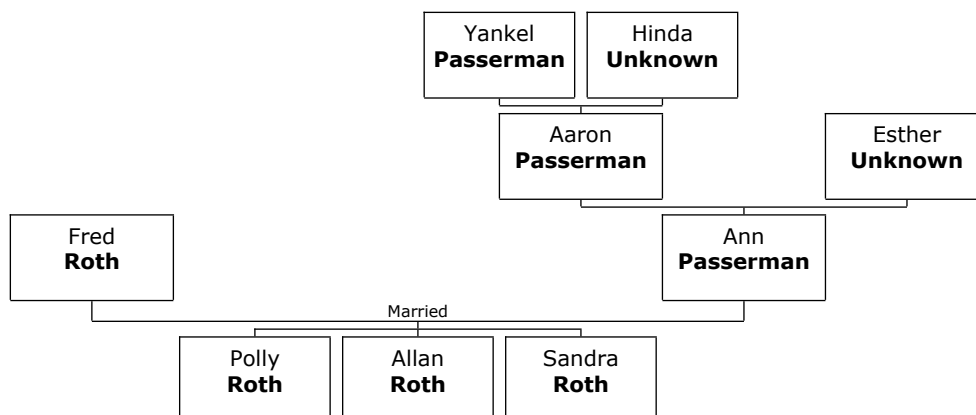 Yankel
Passerman
Hinda
Unknown
Aaron
Passerman
Esther
Unknown
Fred
Roth
Ann
Passerman
Married
Polly
Roth
Allan
Roth
Sandra
Roth